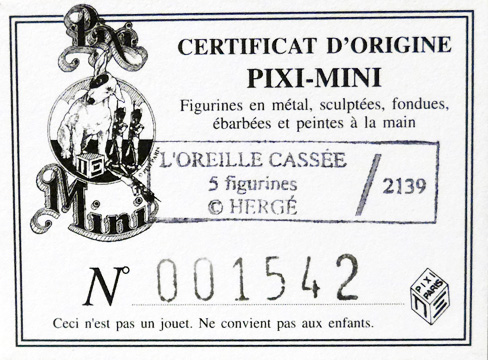 Pixi
Mini
CERTIFICAT D'ORIGINE
PIXI-MINI
Figurines en métal, sculptées, fondues,
ébarbées et peintes à la main
L'OREILLE CASSÉE
5 figurines
© HERGÉ
/ 2139
N° 001542
PIXI
PARIS
Ceci n'est pas un jouet. Ne convient pas aux enfants.